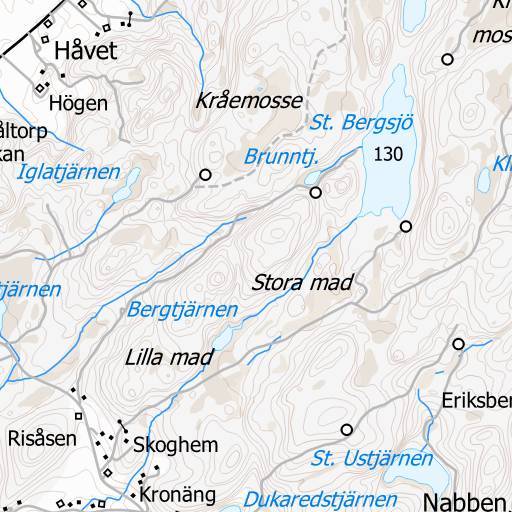 Håvet
Högen
Kråemosse
St. Bergsjö
130
Brunntj.
Iglatjärnen
Stora mad
Bergtjärnen
Lilla mad
Risåsen
Skoghem
Kronäng
St. Ustjärnen
Dukaredstjärnen
Nabben